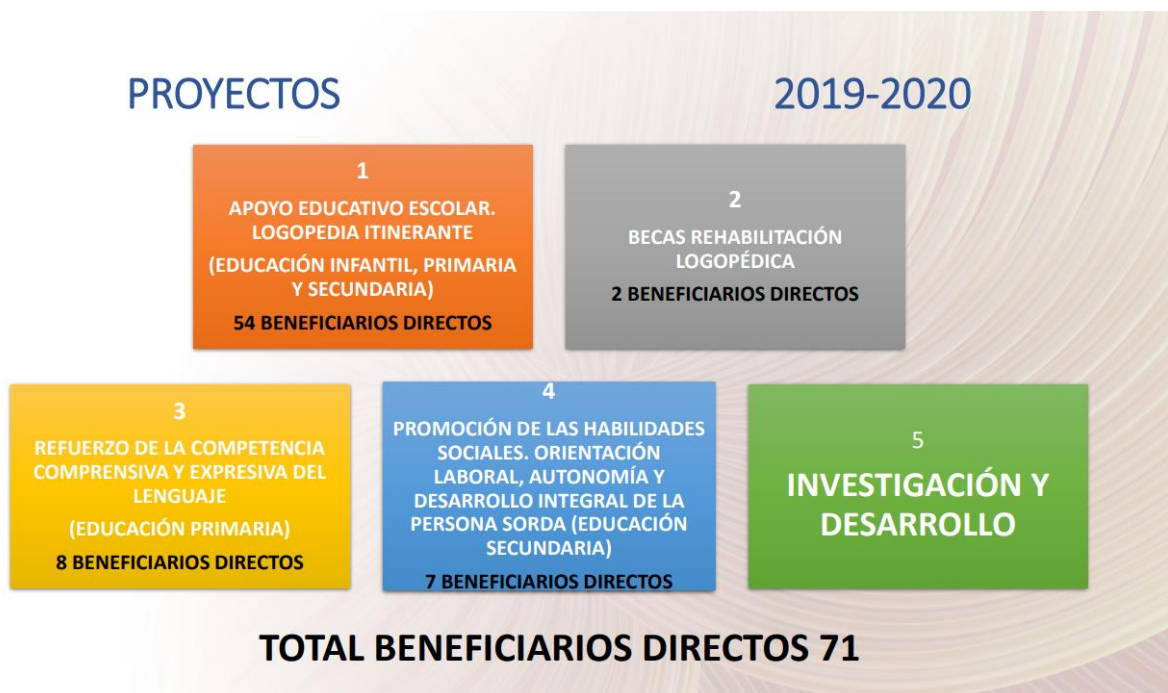 PROYECTOS 2019-2020
1
APOYO EDUCATIVO ESCOLAR.
LOGOPEDIA ITINERANTE
(EDUCACIÓN INFANTIL, PRIMARIA
Y SECUNDARIA)
54 BENEFICIARIOS DIRECTOS
2
BECAS REHABILITACIÓN
LOGOPÉDICA
2 BENEFICIARIOS DIRECTOS
3
REFUERZO DE LA COMPETENCIA
COMPRENSIVA Y EXPRESIVA DEL
LENGUAJE
(EDUCACIÓN PRIMARIA)
8 BENEFICIARIOS DIRECTOS
4
PROMOCIÓN DE LAS HABILIDADES
SOCIALES. ORIENTACIÓN
LABORAL, AUTONOMÍA Y
DESARROLLO INTEGRAL DE LA
PERSONA SORDA (EDUCACIÓN
SECUNDARIA)
7 BENEFICIARIOS DIRECTOS
5
INVESTIGACIÓN Y
DESARROLLO
TOTAL BENEFICIARIOS DIRECTOS 71